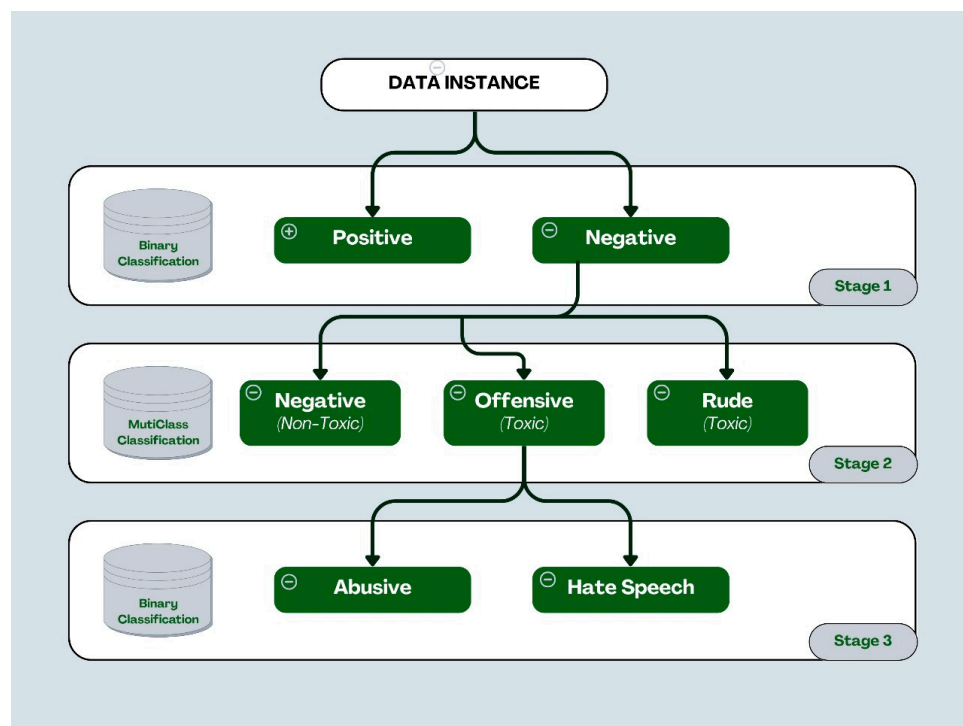 DATA INSTANCE
Binary
Classification
Positive
Negative
Stage 1
MutiClass
Classification
Negative
(Non-Toxic)
Offensive
(Toxic)
Rude
(Toxic)
Stage 2
Binary
Classification
Abusive
Hate Speech
Stage 3